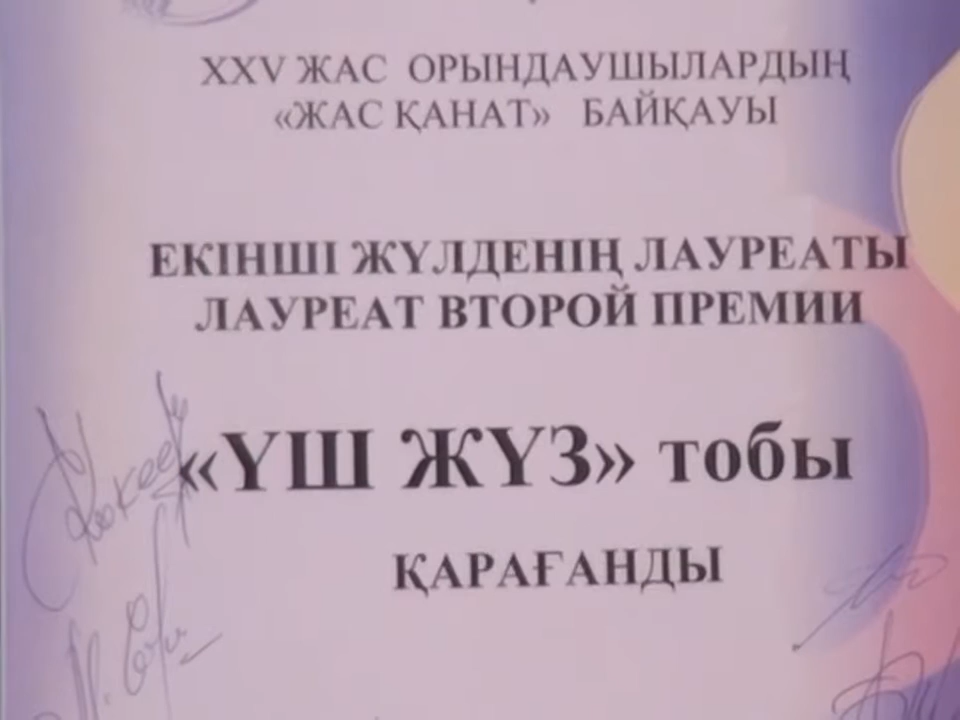 XXV ЖАС ОРЫНДАУШЫЛАРДЫҢ
«ЖАС ҚАНАТ» БАЙҚАУЫ
ЕКІНШІ ЖҮЛДЕНІҢ ЛАУРЕАТЫ
ЛАУРЕАТ ВТОРОЙ ПРЕМИИ
«ҮШ ЖҮЗ» тобы
ҚАРАҒАНДЫ